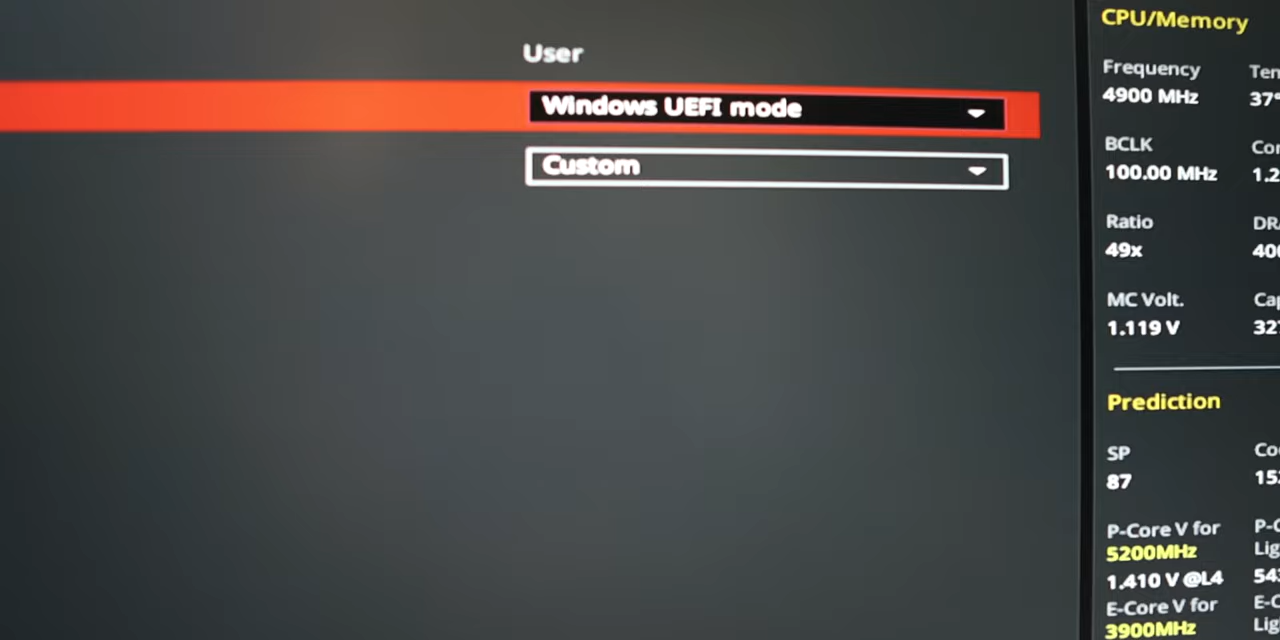 User
Windows UEFI mode
Custom
CPU/Memory
Frequency
4900 MHz
37°
BCLK
100.00 MHz
Ratio
49x
MC Volt.
1.119 V
Prediction
SP
87
P-Core V for
5200MHz
1.410 V @L4
E-Core V for
3900MHz